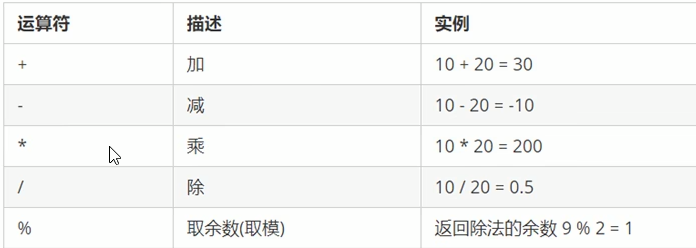 运算符 描述 实例
+ 加 10 + 20 = 30
- 减 10 - 20 = -10
* 乘 10 * 20 = 200
/ 除 10 / 20 = 0.5
% 取余数(取模) 返回除法的余数 9 % 2 = 1